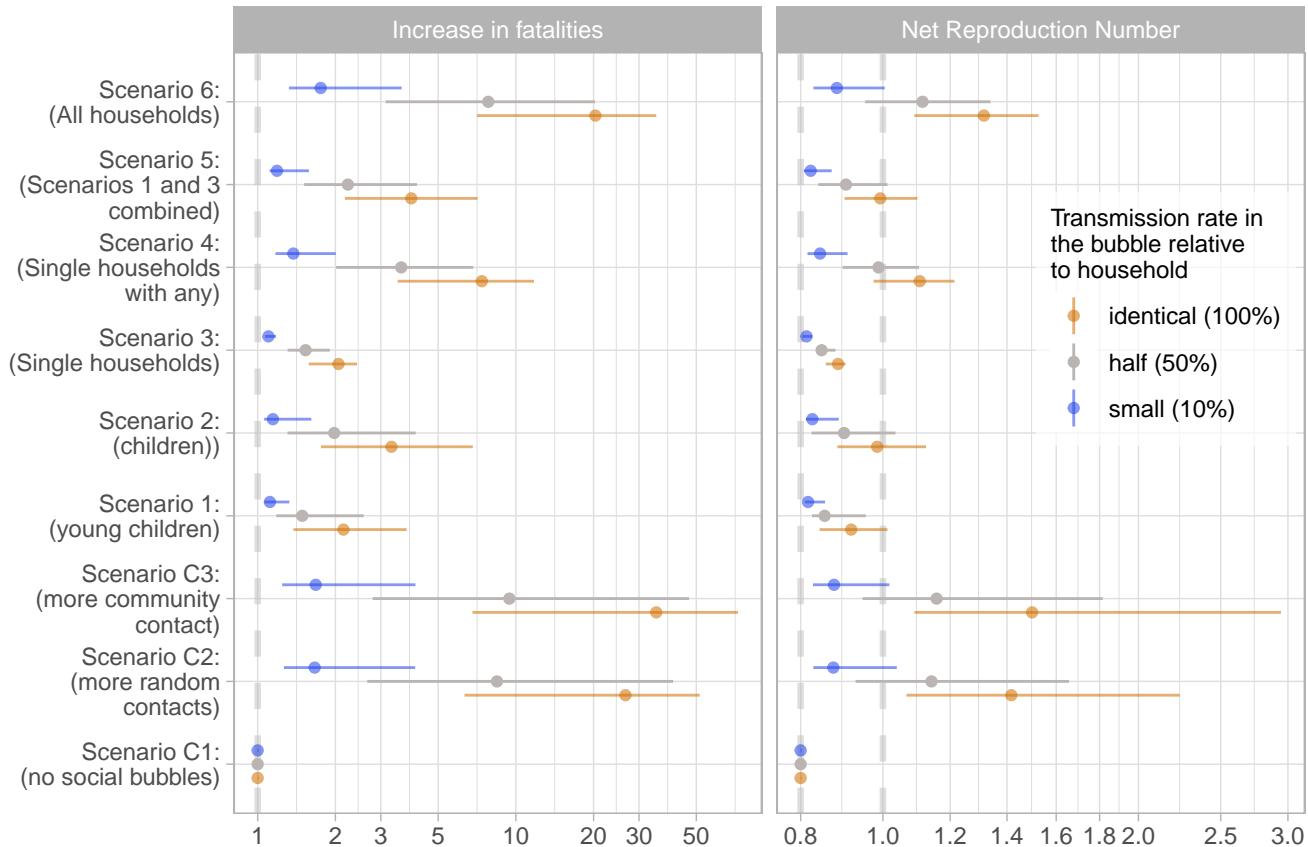 Increase in fatalities
Net Reproduction Number
Scenario 6:
(All households)
Scenario 5:
(Scenarios 1 and 3
combined)
Scenario 4:
(Single households
with any)
Scenario 3:
(Single households)
Scenario 2:
(children))
Scenario 1:
(young children)
Scenario C3:
(more community
contact)
Scenario C2:
(more random
contacts)
Scenario C1:
(no social bubbles)
Transmission rate in
the bubble relative
to household
identical (100%)
half (50%)
small (10%)
1 2 3 5 10 20 30 50
0.8 1.0 1.2 1.4 1.6 1.8 2.0 2.5 3.0